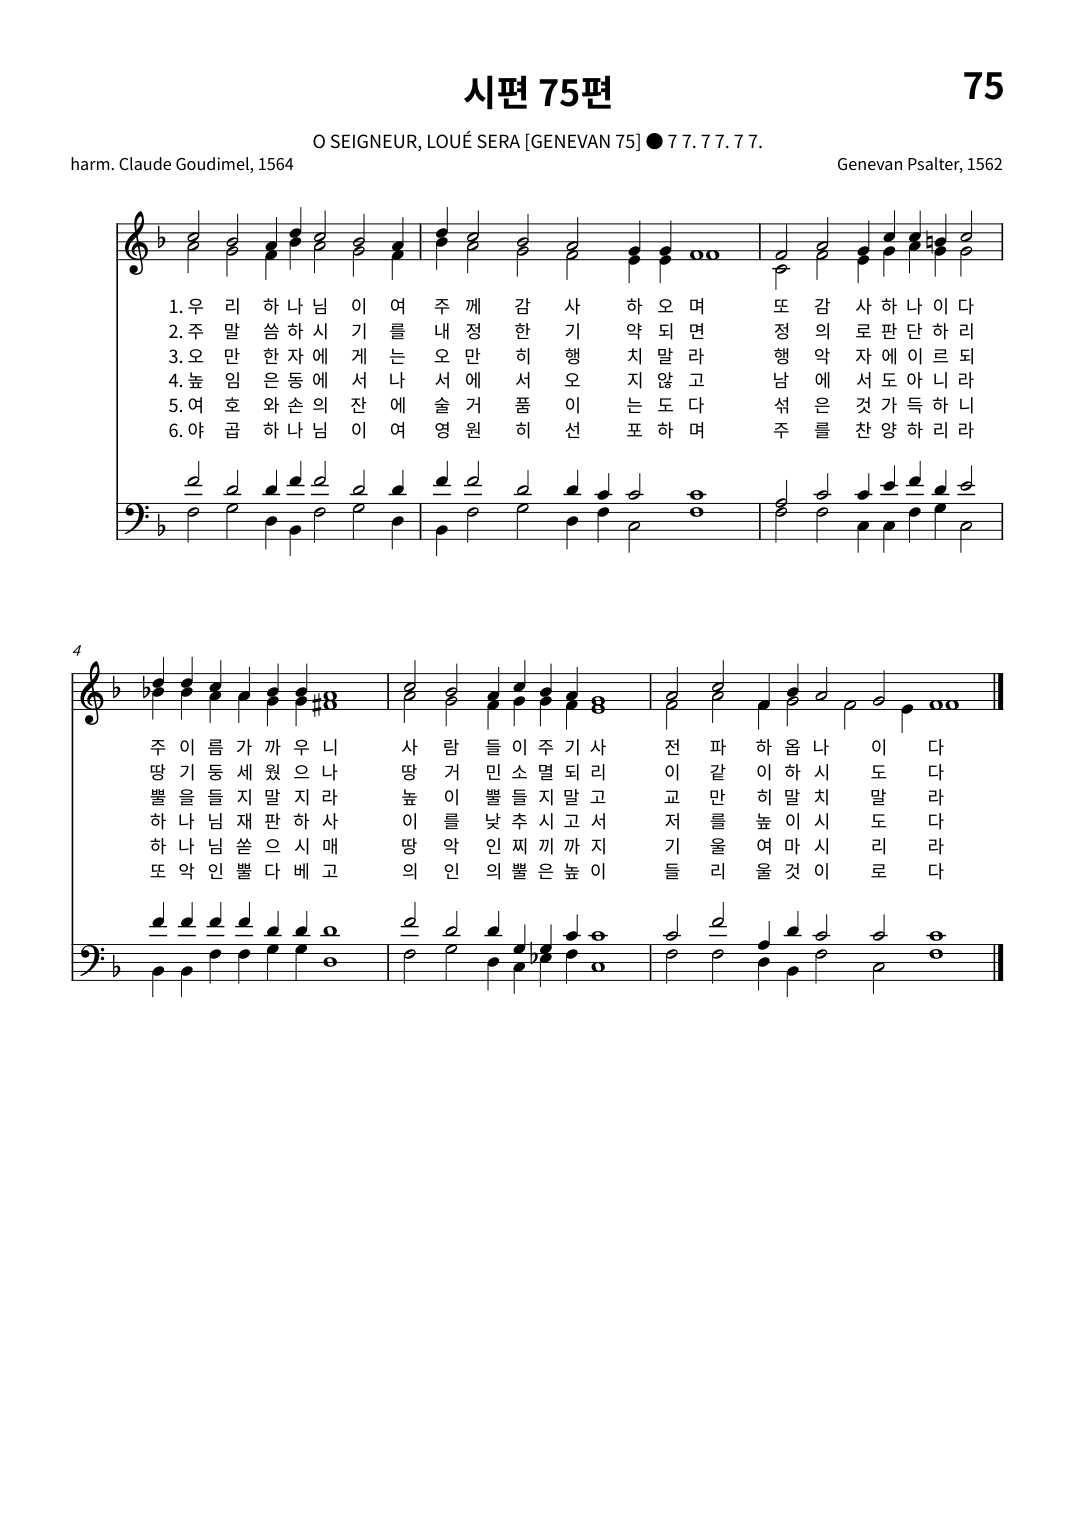 시편 75편
75
O SEIGNEUR, LOUÉ SERA [GENEVAN 75] ● 7 7. 7 7. 7 7.
harm. Claude Goudimel, 1564
Genevan Psalter, 1562
1. 우 리 하 나 님 이 여 주 께 감 사 하 오 며 또 감 사 하 나 이 다
2. 주 말 씀 하 시 기 를 내 정 한 기 약 되 면 정 의 로 판 단 하 리
3. 오 만 한 자 에 게 는 오 만 히 행 치 말 라 행 악 자 에 이 르 되
4. 높 임 은 동 에 서 나 서 에 서 오 지 않 고 남 에 서 도 아 니 라
5. 여 호 와 손 의 잔 에 술 거 품 이 는 도 다 섞 은 것 가 득 하 니
6. 야 곱 하 나 님 이 여 영 원 히 선 포 하 며 주 를 찬 양 하 리 라
4
주 이 름 가 까 우 니 사 람 들 이 주 기 사 전 파 하 옵 나 이 다
땅 기 둥 세 웠 으 나 땅 거 민 소 멸 되 리 이 같 이 하 시 도 다
뿔 을 들 지 말 지 라 높 이 뿔 들 지 말 고 교 만 히 말 치 말 라
하 나 님 재 판 하 사 이 를 낮 추 시 고 서 저 를 높 이 시 도 다
하 나 님 쏟 으 시 매 땅 악 인 찌 끼 까 지 기 울 여 마 시 리 라
또 악 인 뿔 다 베 고 의 인 의 뿔 은 높 이 들 리 울 것 이 로 다